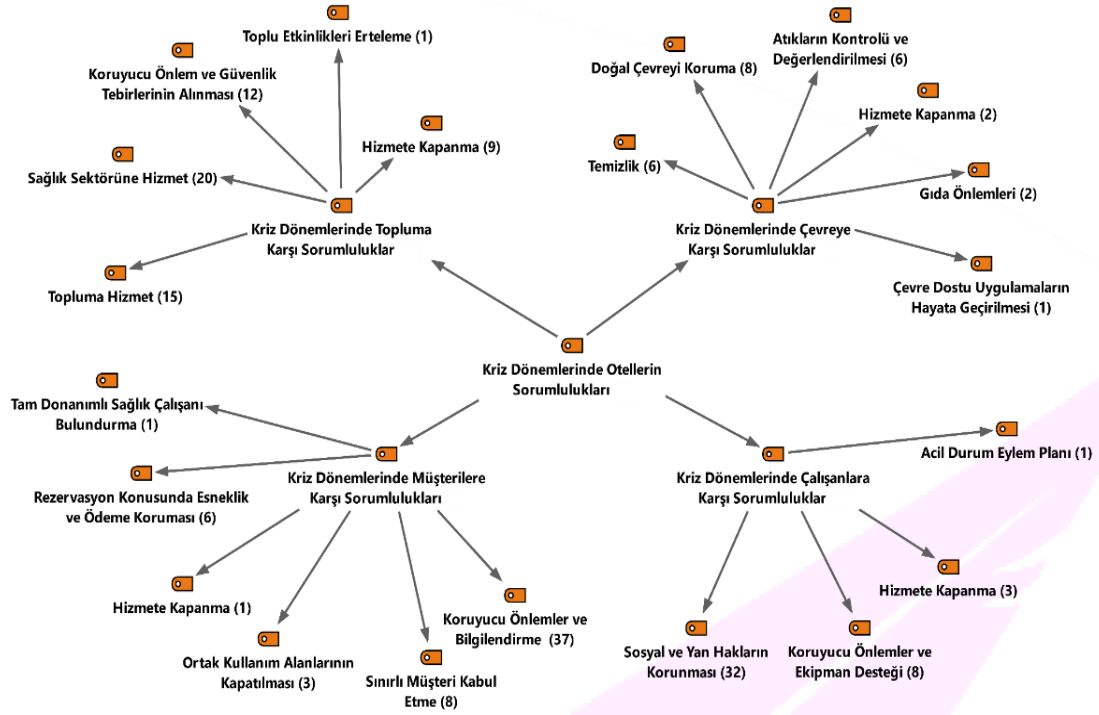 Toplu Etkinlikleri Erteleme (1)
Koruyucu Önlem ve Güvenlik
Tebirlerinin Alınması (12)
Hizmete Kapanma (9)
Sağlık Sektörüne Hizmet (20)
Kriz Dönemlerinde Topluma
Karşı Sorumluluklar
Topluma Hizmet (15)
Atıkların Kontrolü ve
Değerlendirilmesi (6)
Doğal Çevreyi Koruma (8)
Hizmete Kapanma (2)
Temizlik (6)
Gıda Önlemleri (2)
Kriz Dönemlerinde Çevreye
Karşı Sorumluluklar
Çevre Dostu Uygulamaların
Hayata Geçirilmesi (1)
Kriz Dönemlerinde Otellerin
Sorumlulukları
Tam Donanımlı Sağlık Çalışanı
Bulundurma (1)
Kriz Dönemlerinde Müşterilere
Karşı Sorumlulukları
Rezervasyon Konusunda Esneklik
ve Ödeme Koruması (6)
Hizmete Kapanma (1)
Ortak Kullanım Alanlarının
Kapatılması (3)
Sınırlı Müşteri Kabul
Etme (8)
Koruyucu Önlemler ve
Bilgilendirme (37)
Acil Durum Eylem Planı (1)
Kriz Dönemlerinde Çalışanlara
Karşı Sorumluluklar
Hizmete Kapanma (3)
Sosyal ve Yan Hakların
Korunması (32)
Koruyucu Önlemler ve
Ekipman Desteği (8)